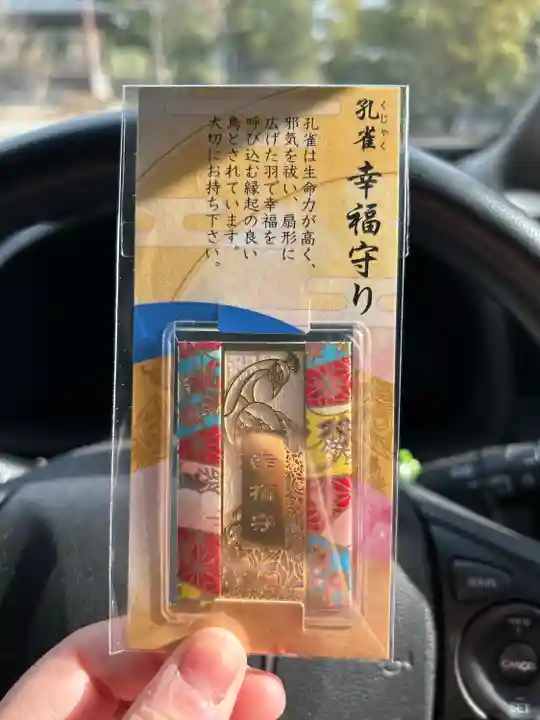 くじゃく
孔雀 幸福守り
孔雀は生命力が高く、
邪気を祓い、扇形に
広げた羽で幸福を
呼び込む縁起の良い
鳥とされています。
大切にお持ち下さい。
CANCEL
SET